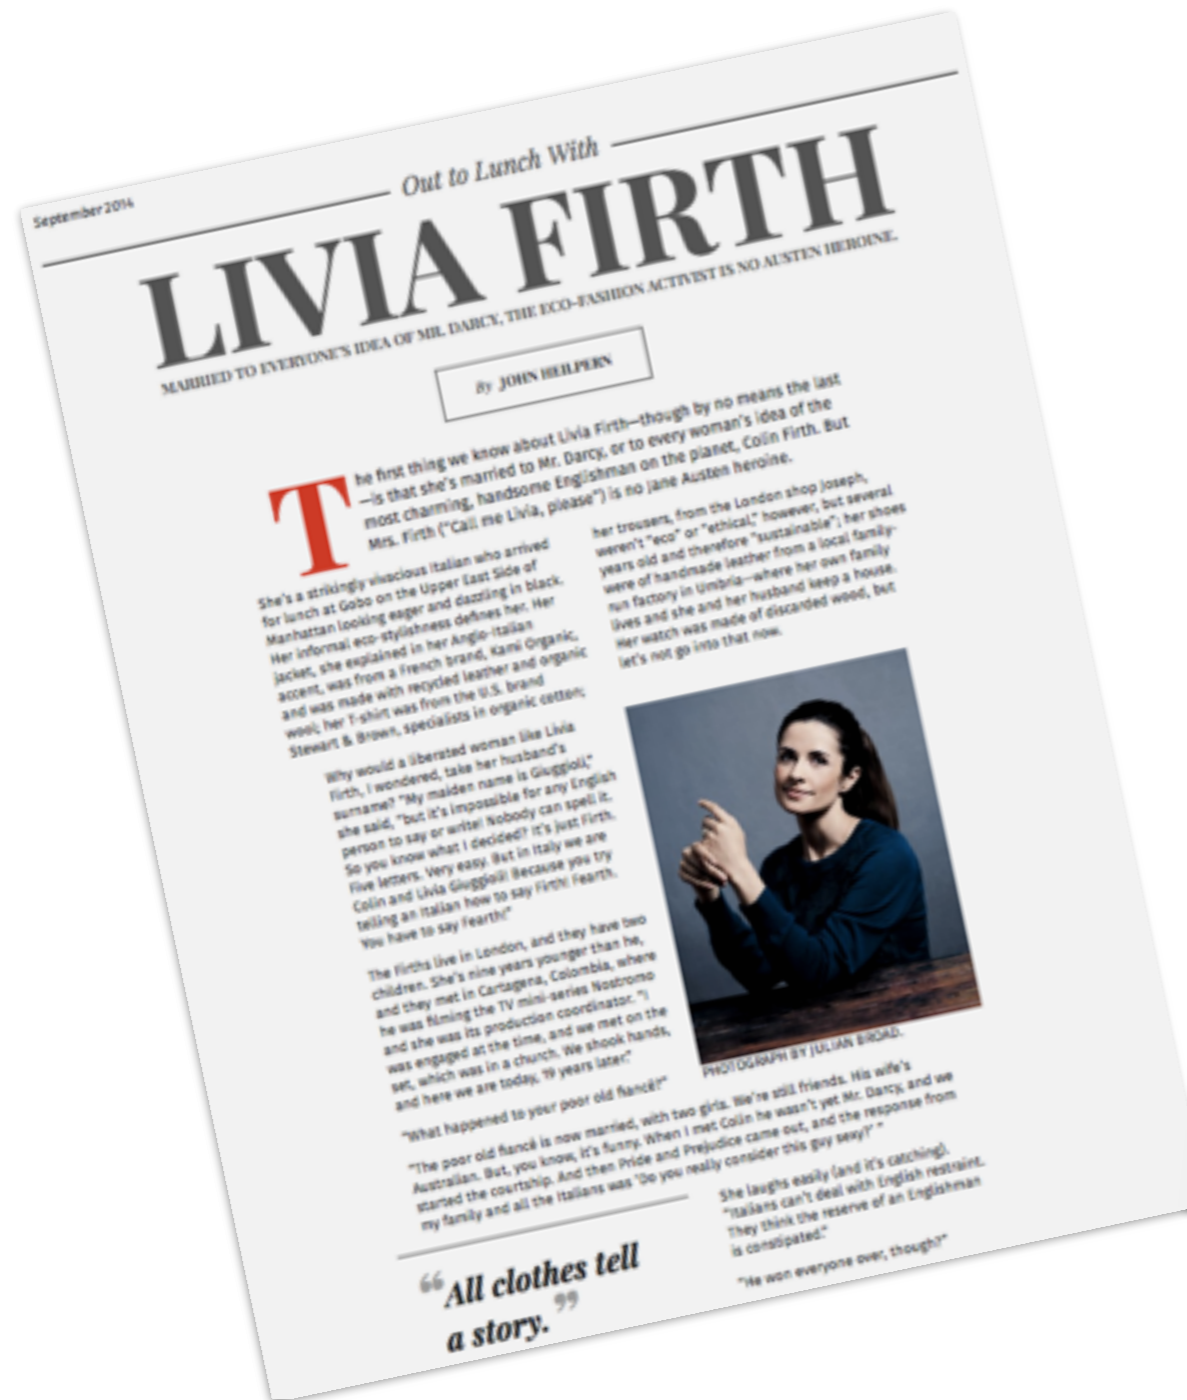 September 2014
Out to Lunch With
LIVIA FIRTH
MARRIED TO EVERYONE'S IDEA OF MR. DARCY, THE ECO-FASHION ACTIVIST IS NO AUSTEN HEROINE.
By JOHN HEILPERN
The first thing we know about Livia Firth—though by no means the last
—is that she's married to Mr. Darcy, or to every woman's idea of the
most charming, handsome Englishman on the planet, Colin Firth. But
Mrs. Firth ("Call me Livia, please") is no Jane Austen heroine.
She's a strikingly vivacious Italian who arrived
for lunch at Gobo on the Upper East Side of
Manhattan looking eager and dazzling in black.
Her informal eco-stylishness defines her. Her
jacket, she explained in her Anglo-Italian
accent, was from a French brand, Kami Organic,
and was made with recycled leather and organic
wool; her T-shirt was from the U.S. brand
Stewart & Brown, specialists in organic cotton;
her trousers, from the London shop Joseph,
weren't "eco" or "ethical," however, but several
years old and therefore "sustainable"; her shoes
were of handmade leather from a local family-
run factory in Umbria—where her own family
lives and she and her husband keep a house.
Her watch was made of discarded wood, but
let's not go into that now.
Why would a liberated woman like Livia
Firth, I wondered, take her husband's
surname? "My maiden name is Giuggioli,"
she said, "but it's impossible for any English
person to say or write! Nobody can spell it.
So you know what I decided? It's just Firth.
Five letters. Very easy. But in Italy we are
Colin and Livia Giuggioli! Because you try
telling an Italian how to say Firth! Fearth.
You have to say Fearth!"
The Firths live in London, and they have two
children. She's nine years younger than he,
and they met in Cartagena, Colombia, where
he was filming the TV mini-series Nostromo
and she was its production coordinator. "I
was engaged at the time, and we met on the
set, which was in a church. We shook hands,
and here we are today, 19 years later."
PHOTOGRAPH BY JULIAN BROAD.
"What happened to your poor old fiancé?"
"The poor old fiancé is now married, with two girls. We're still friends. His wife's
Australian. But, you know, it's funny. When I met Colin he wasn't yet Mr. Darcy, and we
started the courtship. And then Pride and Prejudice came out, and the response from
my family and all the Italians was 'Do you really consider this guy sexy?' "
“All clothes tell
a story.”
She laughs easily (and it's catching).
"Italians can't deal with English restraint.
They think the reserve of an Englishman
is constipated."
"He won everyone over, though?"